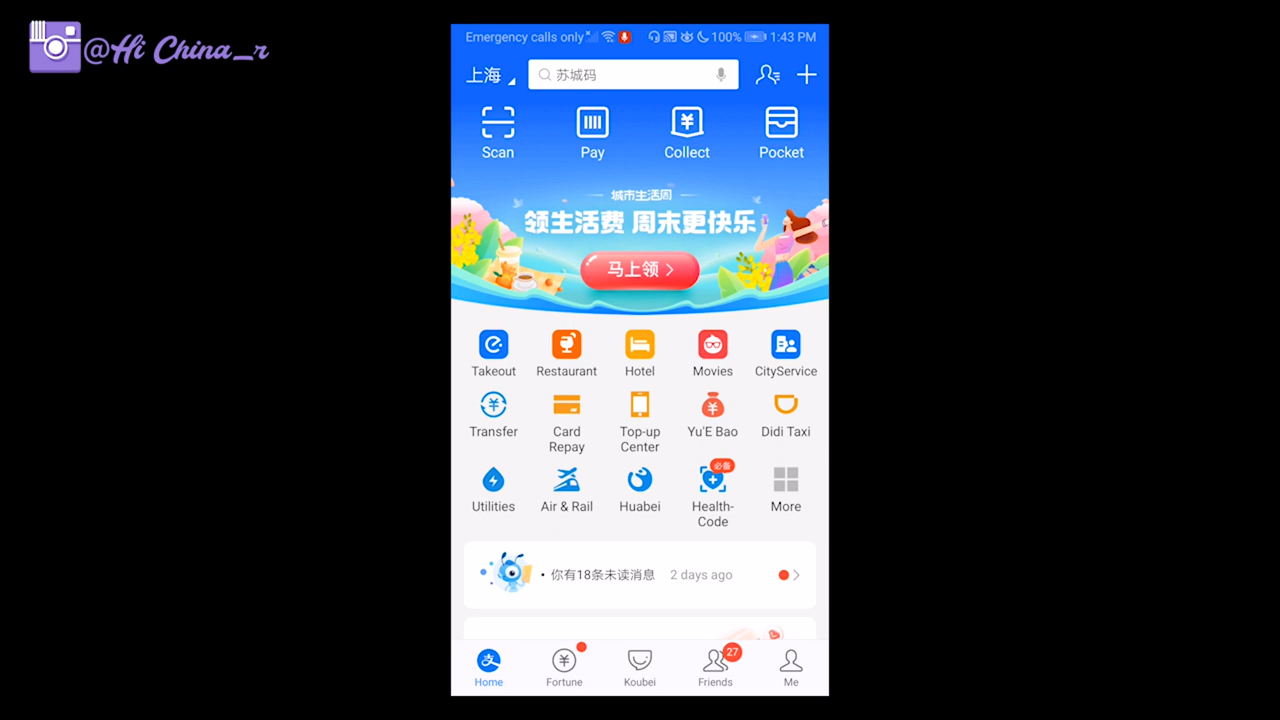 @Hi China_r
Emergency calls only 100% 1:43 PM
上海 苏城码
Scan Pay Collect Pocket
城市生活周
领生活费 周末更快乐
马上领
Takeout Restaurant Hotel Movies CityService
Transfer Card Repay Top-up Center Yu'E Bao Didi Taxi
必备
Utilities Air & Rail Huabei Health-Code More
• 你有18条未读消息 2 days ago
27
Home Fortune Koubei Friends Me